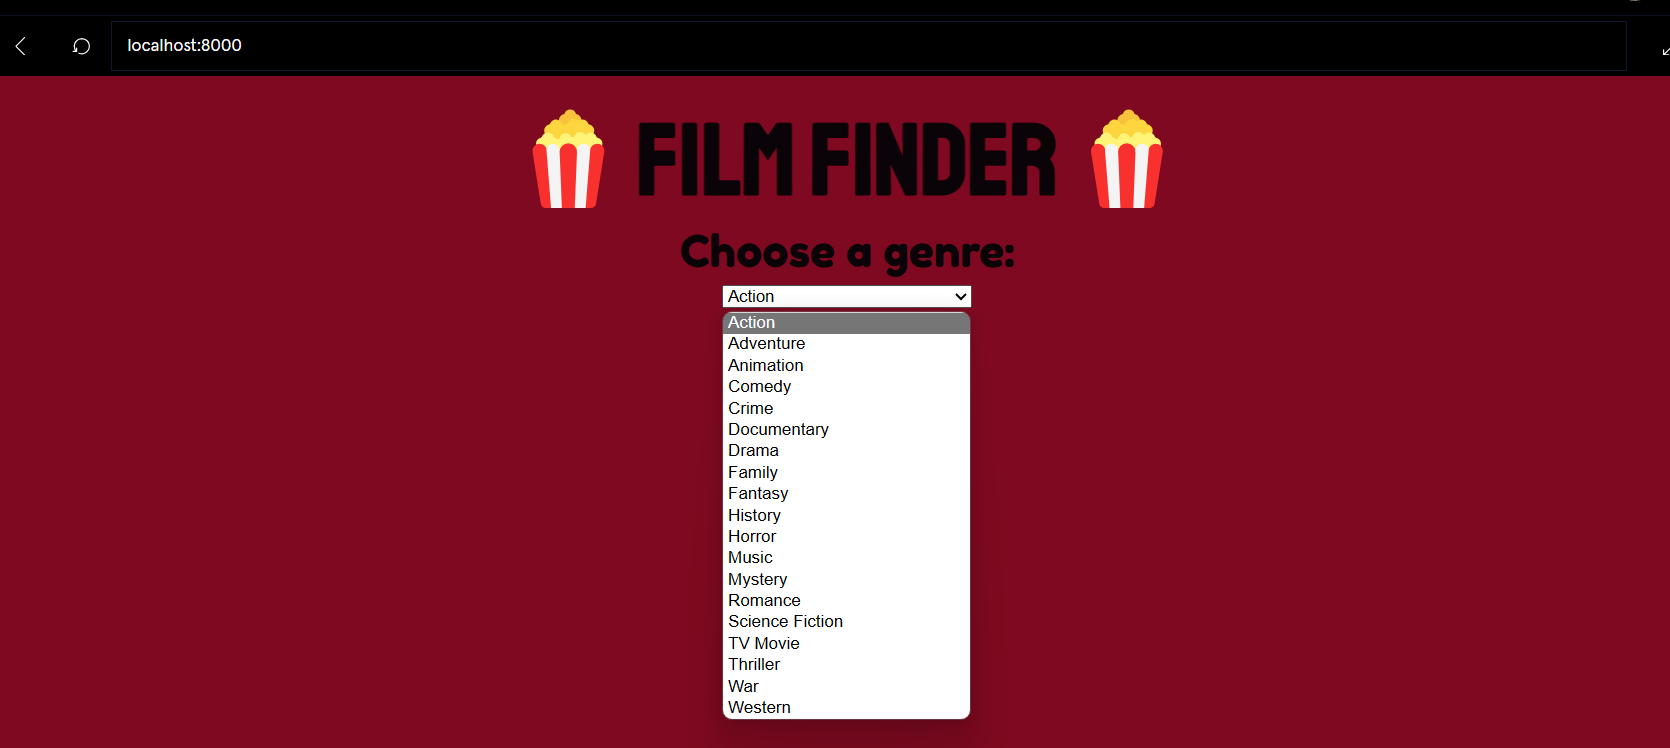 localhost:8000
FILM FINDER
Choose a genre:
Action
Action
Adventure
Animation
Comedy
Crime
Documentary
Drama
Family
Fantasy
History
Horror
Music
Mystery
Romance
Science Fiction
TV Movie
Thriller
War
Western